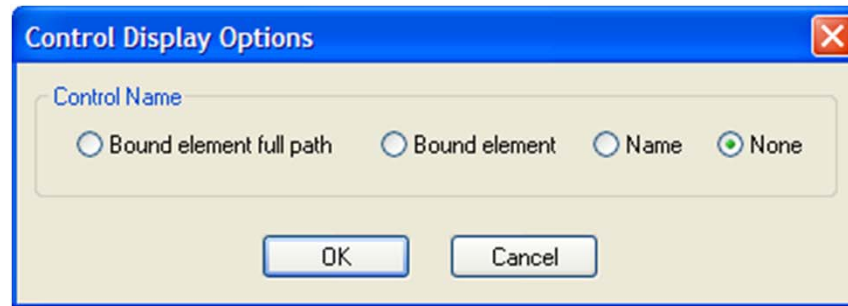 Control Display Options
Control Name
Bound element full path Bound element Name None
OK Cancel